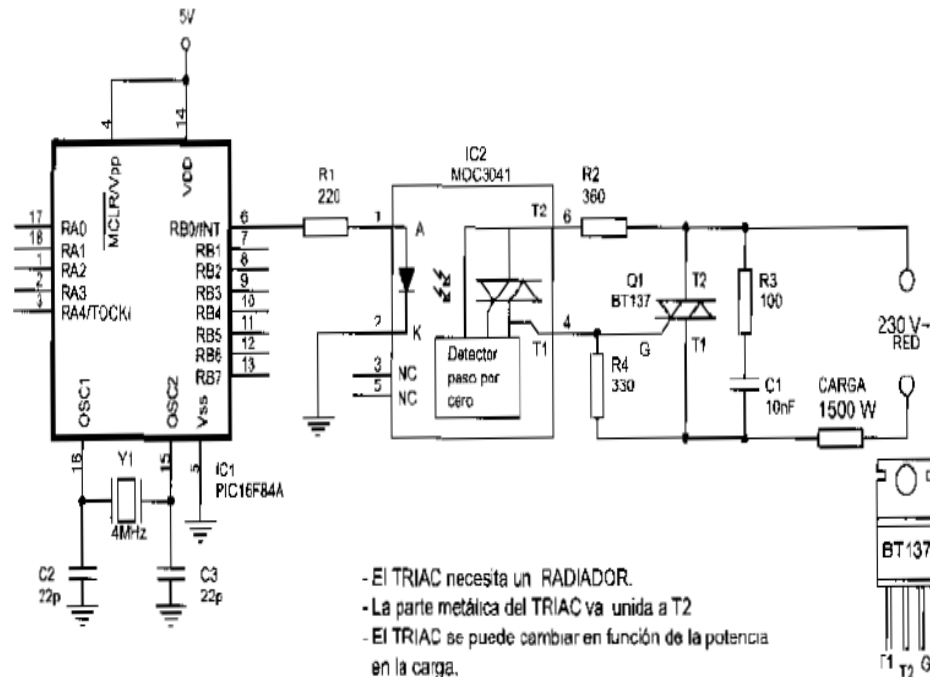 5V
4
14
MCLR/Vpp
VDD
17
RA0
18
RA1
1
RA2
2
RA3
3
RA4/TOCKI
RB0/INT
6
RB1
7
RB2
8
RB3
9
RB4
10
RB5
11
RB6
12
RB7
13
OSC1
OSC2
Vss
16
15
5
IC1
PIC16F84A
Y1
4MHz
C2
22p
C3
22p
R1
220
IC2
MOC3041
1
A
2
K
3
NC
5
NC
T2
6
T1
4
Detector
paso por
cero
R2
360
R4
330
Q1
BT137
T2
G
T1
R3
100
C1
10nF
230 V~
RED
CARGA
1500 W
BT137
T1
T2
G
- El TRIAC necesita un RADIADOR.
- La parte metálica del TRIAC va unida a T2
- El TRIAC se puede cambiar en función de la potencia
en la carga.